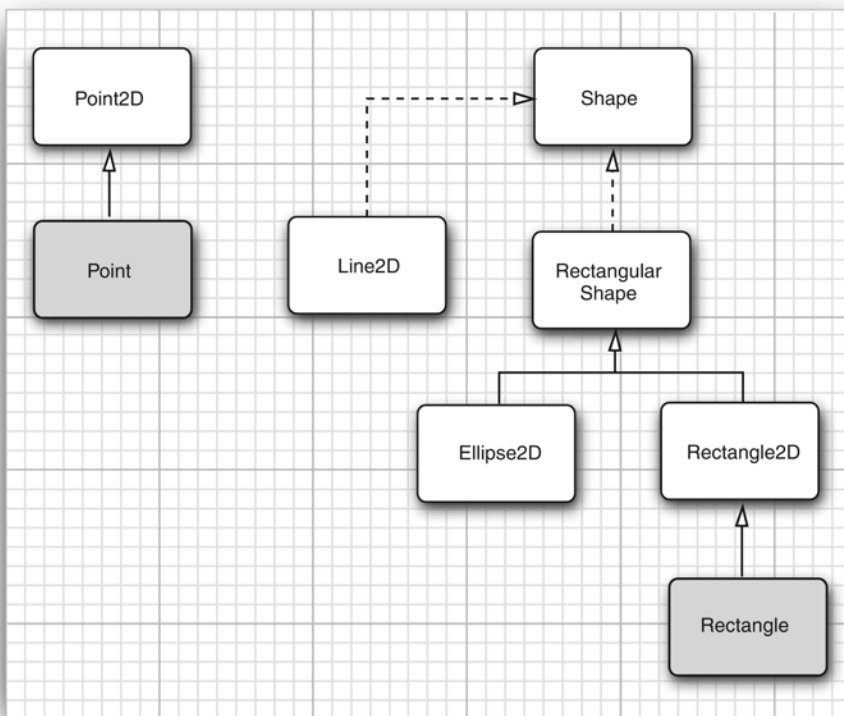 Point2D
Shape
Point
Line2D
Rectangular
Shape
Ellipse2D
Rectangle2D
Rectangle